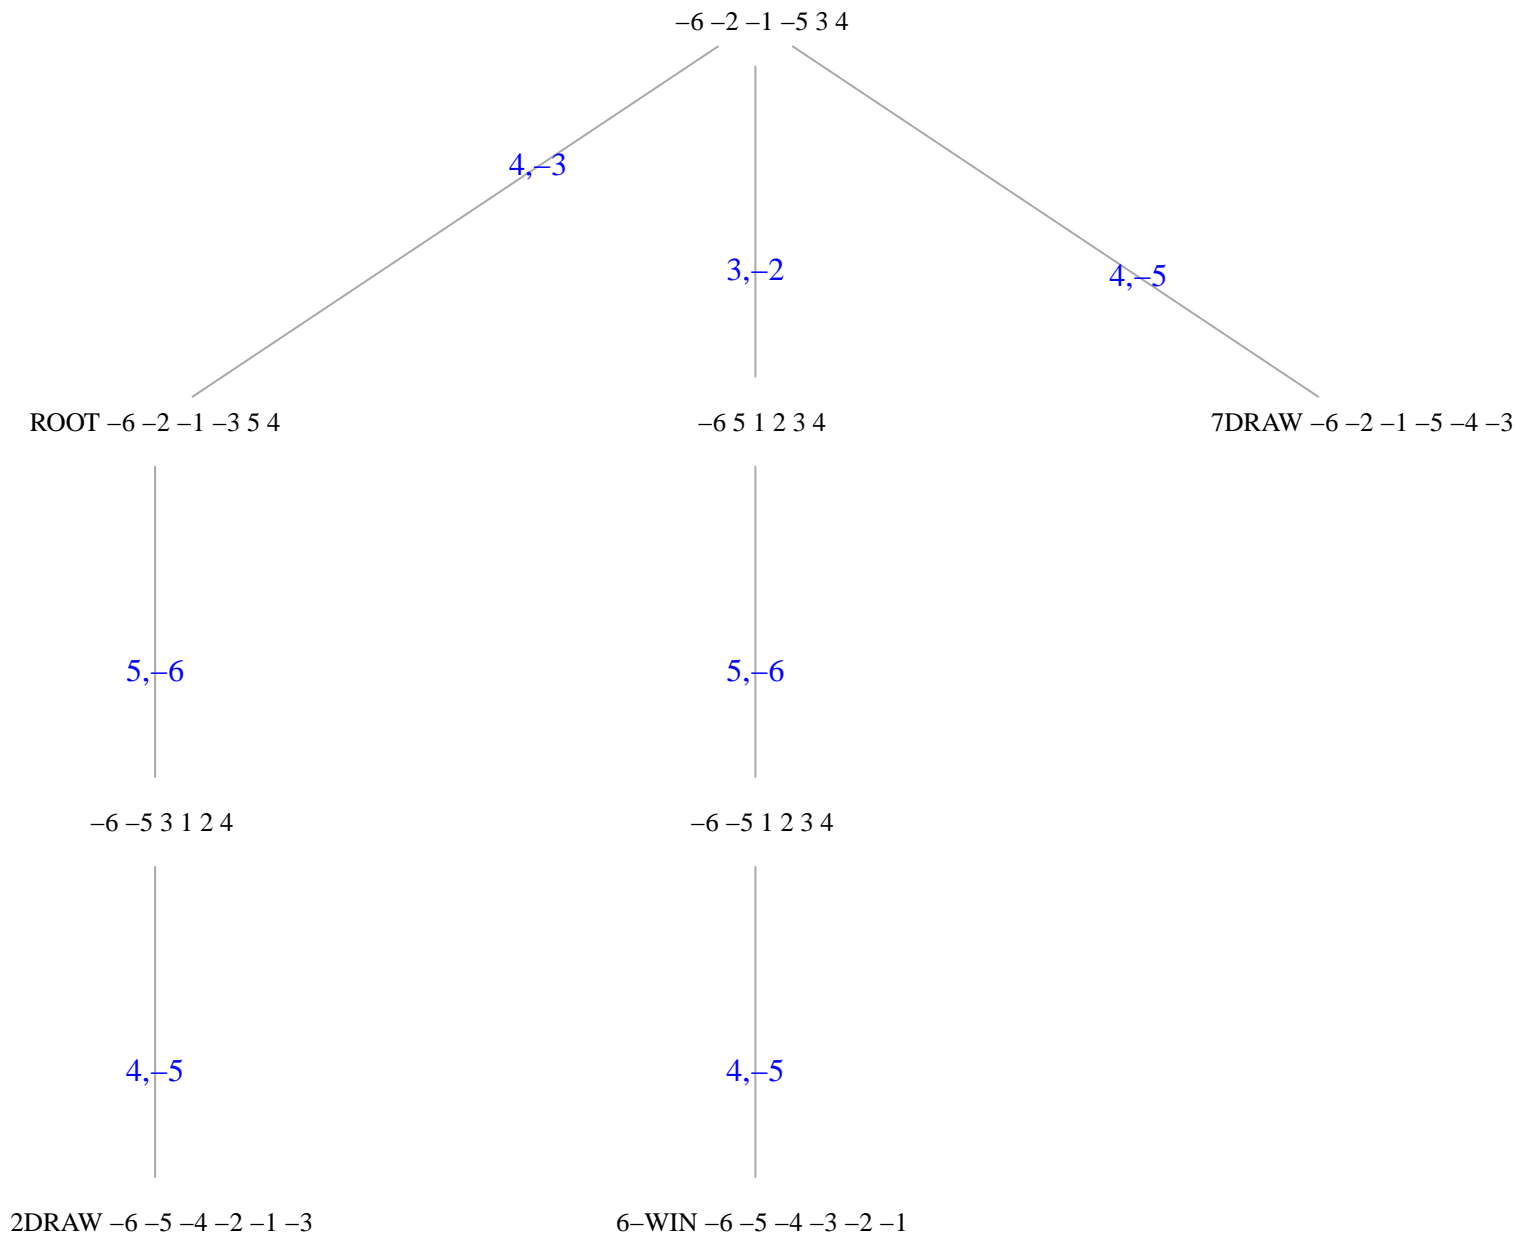 −6 −2 −1 −5 3 4
4,−3
3,−2
4,−5
ROOT −6 −2 −1 −3 5 4
−6 5 1 2 3 4
7DRAW −6 −2 −1 −5 −4 −3
5,−6
5,−6
−6 −5 3 1 2 4
−6 −5 1 2 3 4
4,−5
4,−5
2DRAW −6 −5 −4 −2 −1 −3
6−WIN −6 −5 −4 −3 −2 −1